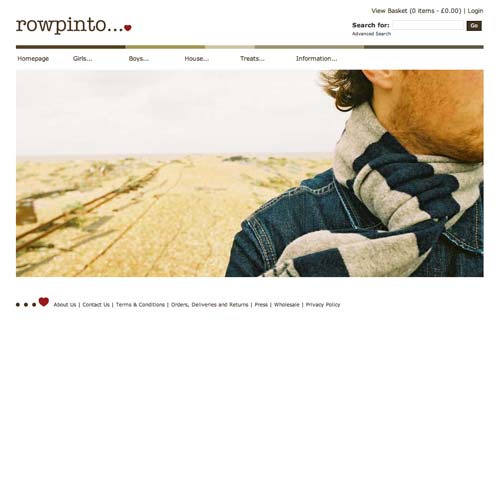 View Basket (0 items - £0.00) | Login
rowpinto...
Search for: Go
Advanced Search
Homepage Girls... Boys... House... Treats... Information...
About Us | Contact Us | Terms & Conditions | Orders, Deliveries and Returns | Press | Wholesale | Privacy Policy